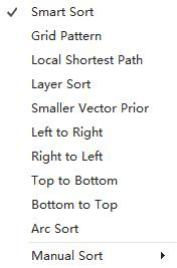 Smart Sort
Grid Pattern
Local Shortest Path
Layer Sort
Smaller Vector Prior
Left to Right
Right to Left
Top to Bottom
Bottom to Top
Arc Sort
Manual Sort